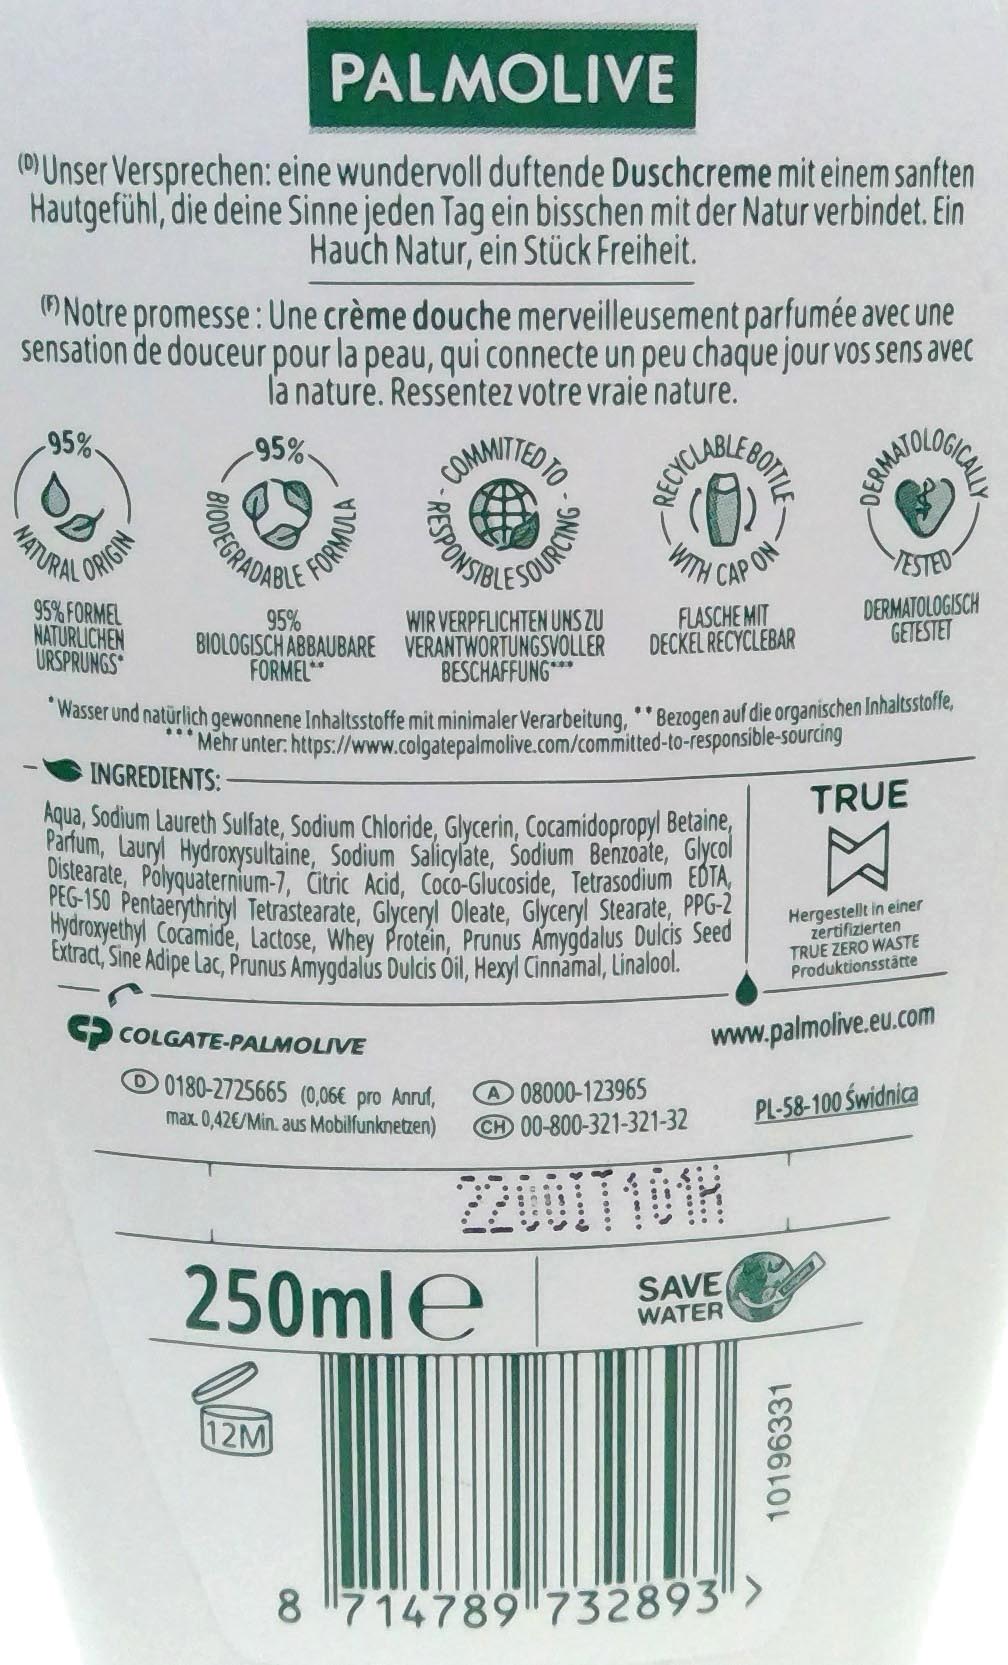 PALMOLIVE
(D) Unser Versprechen: eine wundervoll duftende Duschcreme mit einem sanften
Hautgefühl, die deine Sinne jeden Tag ein bisschen mit der Natur verbindet. Ein
Hauch Natur, ein Stück Freiheit.
(F) Notre promesse : Une crème douche merveilleusement parfumée avec une
sensation de douceur pour la peau, qui connecte un peu chaque jour vos sens avec
la nature. Ressentez votre vraie nature.
95%
NATURAL ORIGIN
95% FORMEL
NATÜRLICHEN
URSPRUNGS*
95%
BIODEGRADABLE FORMULA
95%
BIOLOGISCH ABBAUBARE
FORMEL**
COMMITTED TO
RESPONSIBLE SOURCING
WIR VERPFLICHTEN UNS ZU
VERANTWORTUNGSVOLLER
BESCHAFFUNG***
RECYCLABLE BOTTLE
WITH CAP ON
FLASCHE MIT
DECKEL RECYCLEBAR
DERMATOLOGICALLY
TESTED
DERMATOLOGISCH
GETESTET
*Wasser und natürlich gewonnene Inhaltsstoffe mit minimaler Verarbeitung, **Bezogen auf die organischen Inhaltsstoffe,
***Mehr unter: https://www.colgatepalmolive.com/committed-to-responsible-sourcing
INGREDIENTS:
Aqua, Sodium Laureth Sulfate, Sodium Chloride, Glycerin, Cocamidopropyl Betaine,
Parfum, Lauryl Hydroxysultaine, Sodium Salicylate, Sodium Benzoate, Glycol
Distearate, Polyquaternium-7, Citric Acid, Coco-Glucoside, Tetrasodium EDTA,
PEG-150 Pentaerythrityl Tetrastearate, Glyceryl Oleate, Glyceryl Stearate, PPG-2
Hydroxyethyl Cocamide, Lactose, Whey Protein, Prunus Amygdalus Dulcis Seed
Extract, Sine Adipe Lac, Prunus Amygdalus Dulcis Oil, Hexyl Cinnamal, Linalool.
TRUE
Hergestellt in einer
zertifizierten
TRUE ZERO WASTE
Produktionsstätte
COLGATE-PALMOLIVE
www.palmolive.eu.com
D 0180-2725665 (0,06€ pro Anruf,
max. 0,42€/Min. aus Mobilfunknetzen)
A 08000-123965
CH 00-800-321-321-32
PL-58-100 Świdnica
2200IT101H
250ml e
SAVE
WATER
12M
10196331
8 714789 732893 >